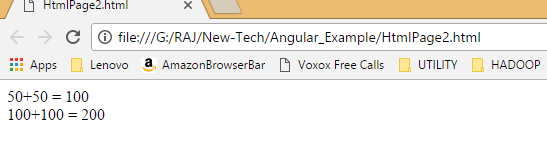 HtmlPage2.html
file:///G:/RAJ/New-Tech/Angular_Example/HtmlPage2.html
Apps Lenovo AmazonBrowserBar Voxox Free Calls UTILITY HADOOP
50+50 = 100
100+100 = 200